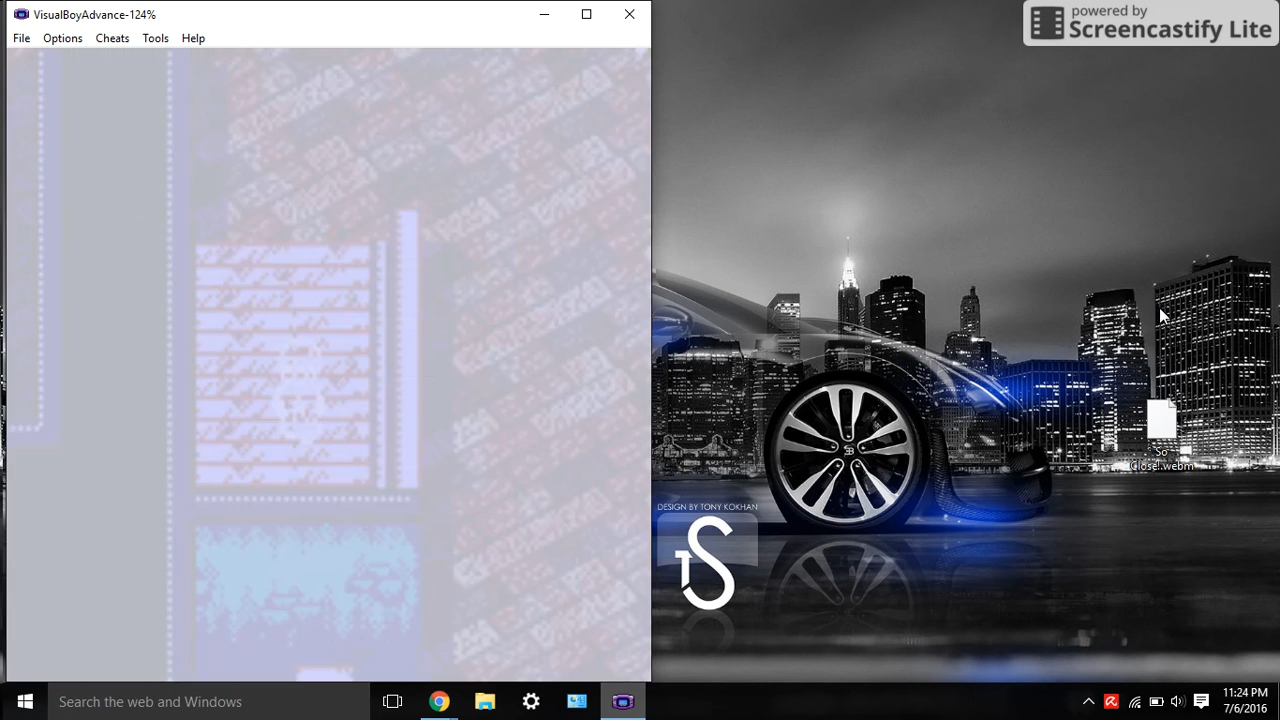 VisualBoyAdvance-124%
File Options Cheats Tools Help
powered by
Screencastify Lite
So
Close!.webm
DESIGN BY TONY KOKHAN
Search the web and Windows
11:24 PM
7/6/2016